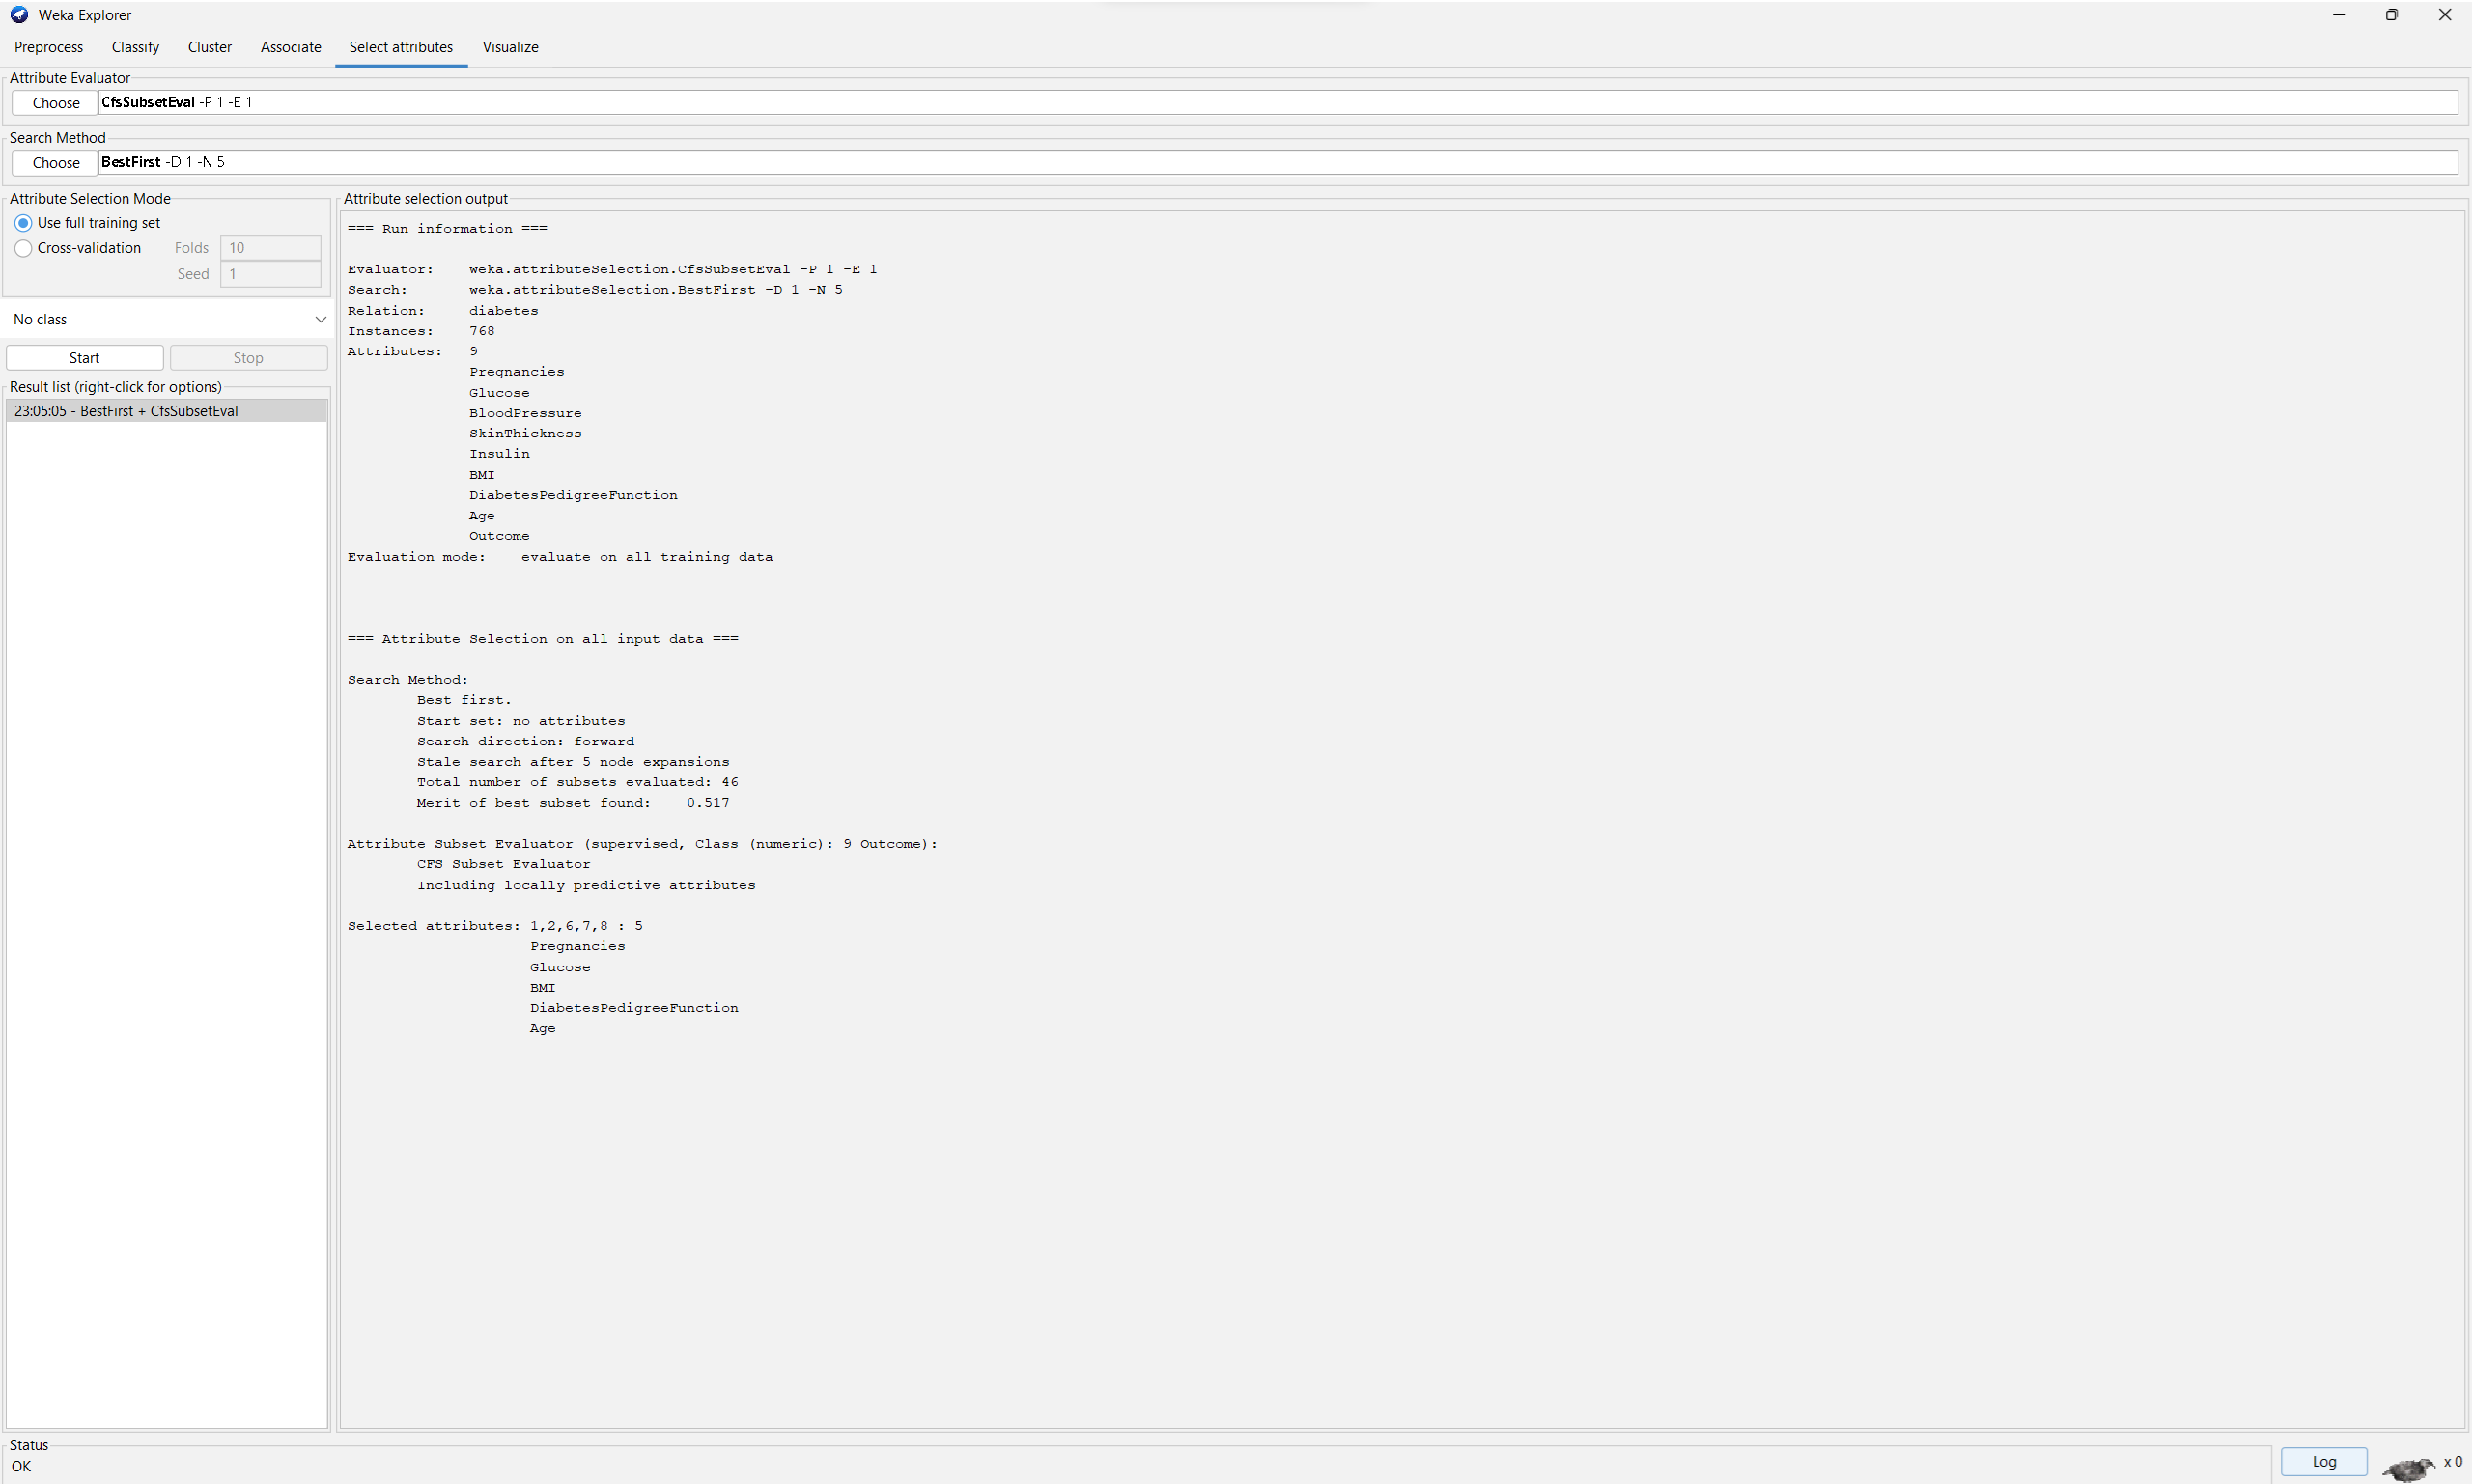 Weka Explorer
Preprocess Classify Cluster Associate Select attributes Visualize
Attribute Evaluator
Choose CfsSubsetEval -P 1 -E 1
Search Method
Choose BestFirst -D 1 -N 5
Attribute Selection Mode
Use full training set
Cross-validation Folds 10
Seed 1
No class
Start Stop
Result list (right-click for options)
23:05:05 - BestFirst + CfsSubsetEval
Attribute selection output
=== Run information ===
Evaluator: weka.attributeSelection.CfsSubsetEval -P 1 -E 1
Search: weka.attributeSelection.BestFirst -D 1 -N 5
Relation: diabetes
Instances: 768
Attributes: 9
Pregnancies
Glucose
BloodPressure
SkinThickness
Insulin
BMI
DiabetesPedigreeFunction
Age
Outcome
Evaluation mode: evaluate on all training data
=== Attribute Selection on all input data ===
Search Method:
Best first.
Start set: no attributes
Search direction: forward
Stale search after 5 node expansions
Total number of subsets evaluated: 46
Merit of best subset found: 0.517
Attribute Subset Evaluator (supervised, Class (numeric): 9 Outcome):
CFS Subset Evaluator
Including locally predictive attributes
Selected attributes: 1,2,6,7,8 : 5
Pregnancies
Glucose
BMI
DiabetesPedigreeFunction
Age
Status
OK
Log x 0